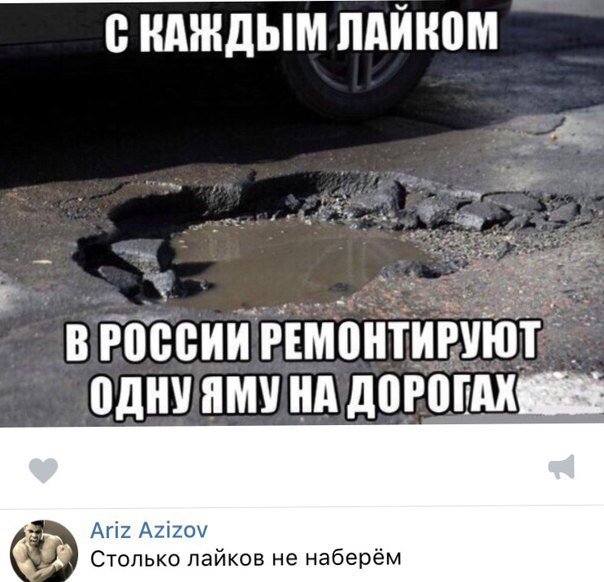 С КАЖДЫМ ЛАЙКОМ
В РОССИИ РЕМОНТИРУЮТ
ОДНУ ЯМУ НА ДОРОГАХ
Ariz Azizov
Столько лайков не наберём